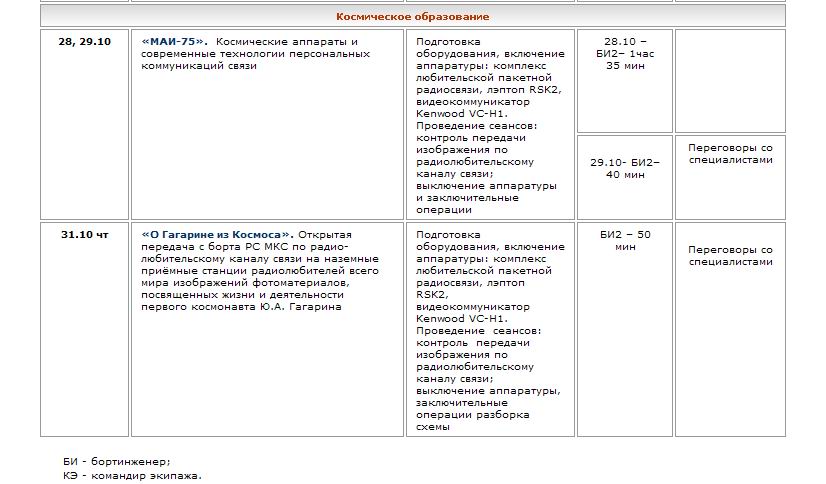 Космическое образование
28, 29.10
«МАИ-75». Космические аппараты и
современные технологии персональных
коммуникаций связи
Подготовка
оборудования, включение
аппаратуры: комплекс
любительской пакетной
радиосвязи, лэптоп RSK2,
видеокоммуникатор
Kenwood VC-H1.
Проведение сеансов:
контроль передачи
изображения по
радиолюбительскому
каналу связи;
выключение аппаратуры
и заключительные
операции
28.10 –
БИ2– 1час
35 мин
29.10- БИ2–
40 мин
Переговоры со
специалистами
31.10 чт
«О Гагарине из Космоса». Открытая
передача с борта РС МКС по радио-
любительскому каналу связи на наземные
приёмные станции радиолюбителей всего
мира изображений фотоматериалов,
посвященных жизни и деятельности
первого космонавта Ю.А. Гагарина
Подготовка
оборудования, включение
аппаратуры: комплекс
любительской пакетной
радиосвязи, лэптоп
RSK2,
видеокоммуникатор
Kenwood VC-H1.
Проведение сеансов:
контроль передачи
изображения по
радиолюбительскому
каналу связи;
выключение аппаратуры,
заключительные
операции разборка
схемы
БИ2 – 50
мин
Переговоры со
специалистами
БИ - бортинженер;
КЭ - командир экипажа.